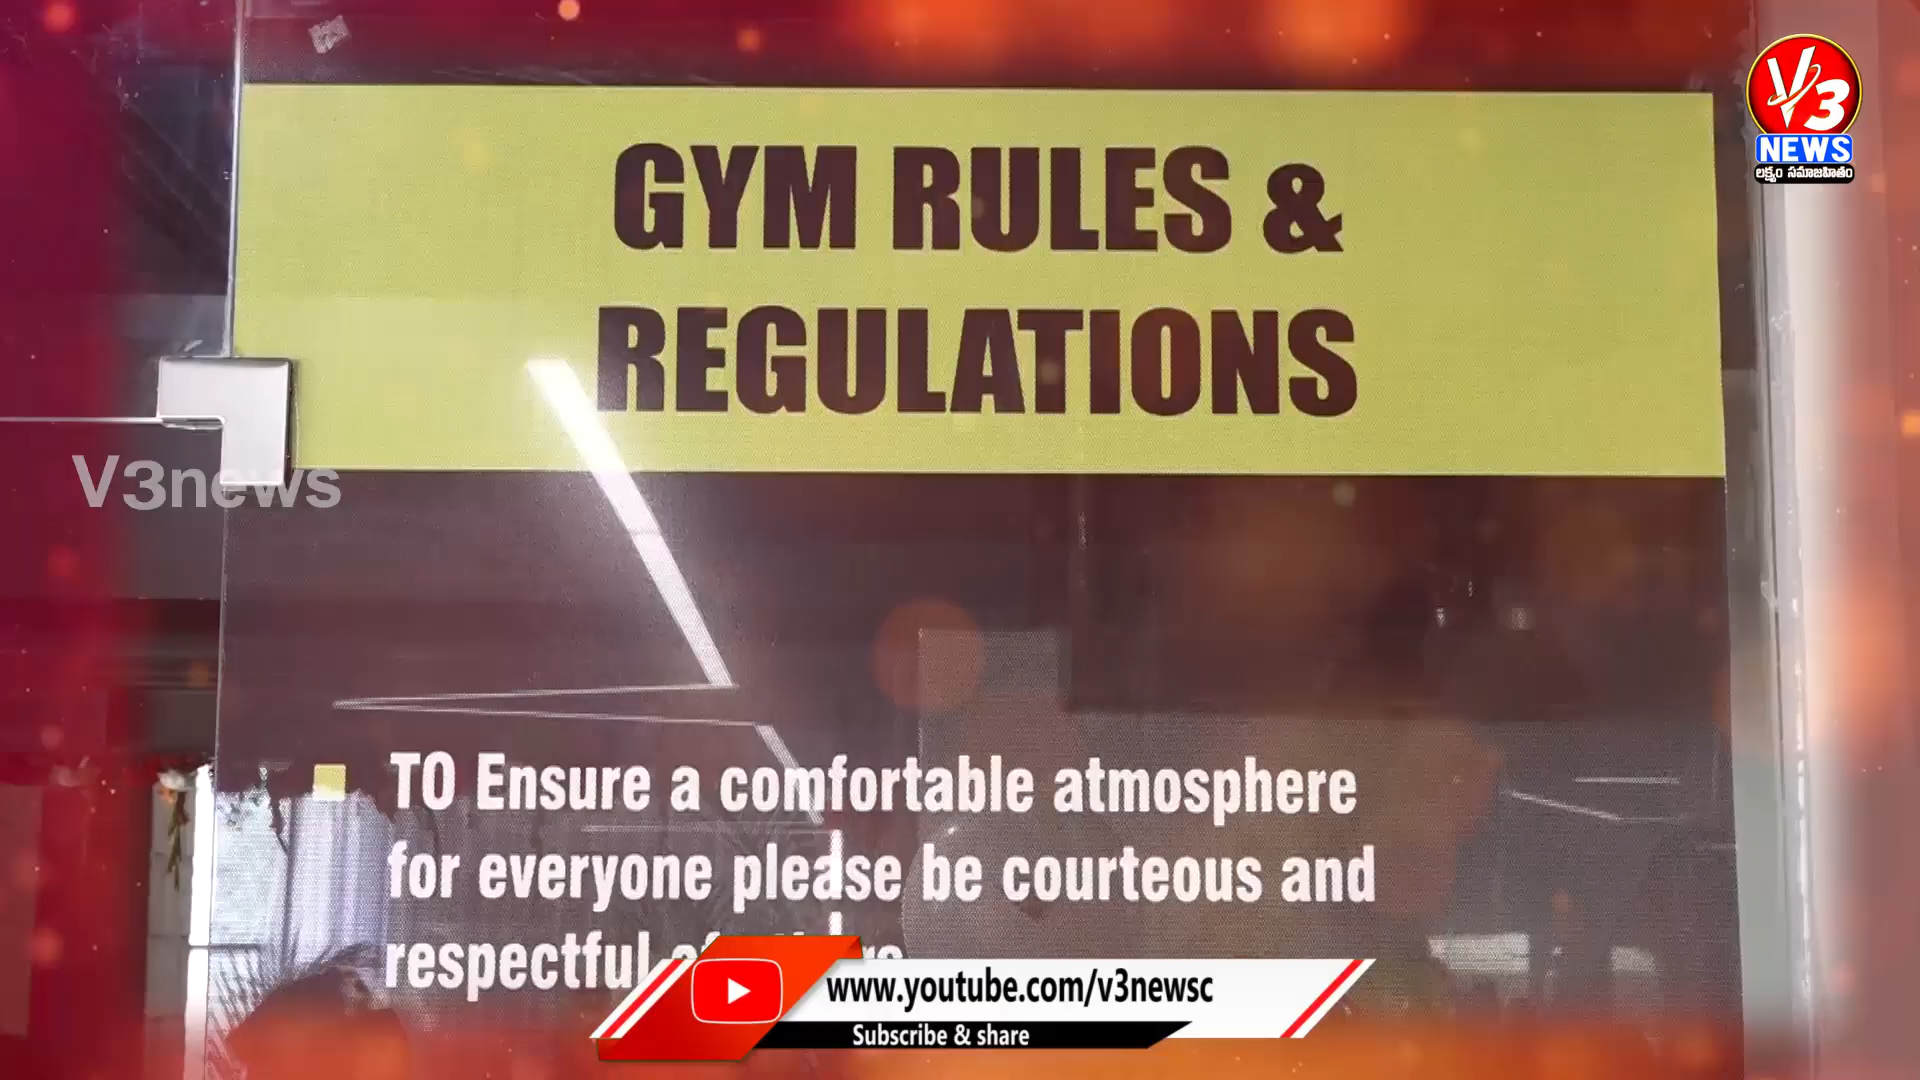 V3
NEWS
లక్ష్యం సమాజహితం
GYM RULES &
REGULATIONS
V3news
TO Ensure a comfortable atmosphere
for everyone please be courteous and
respectful
www.youtube.com/v3newsc
Subscribe & share